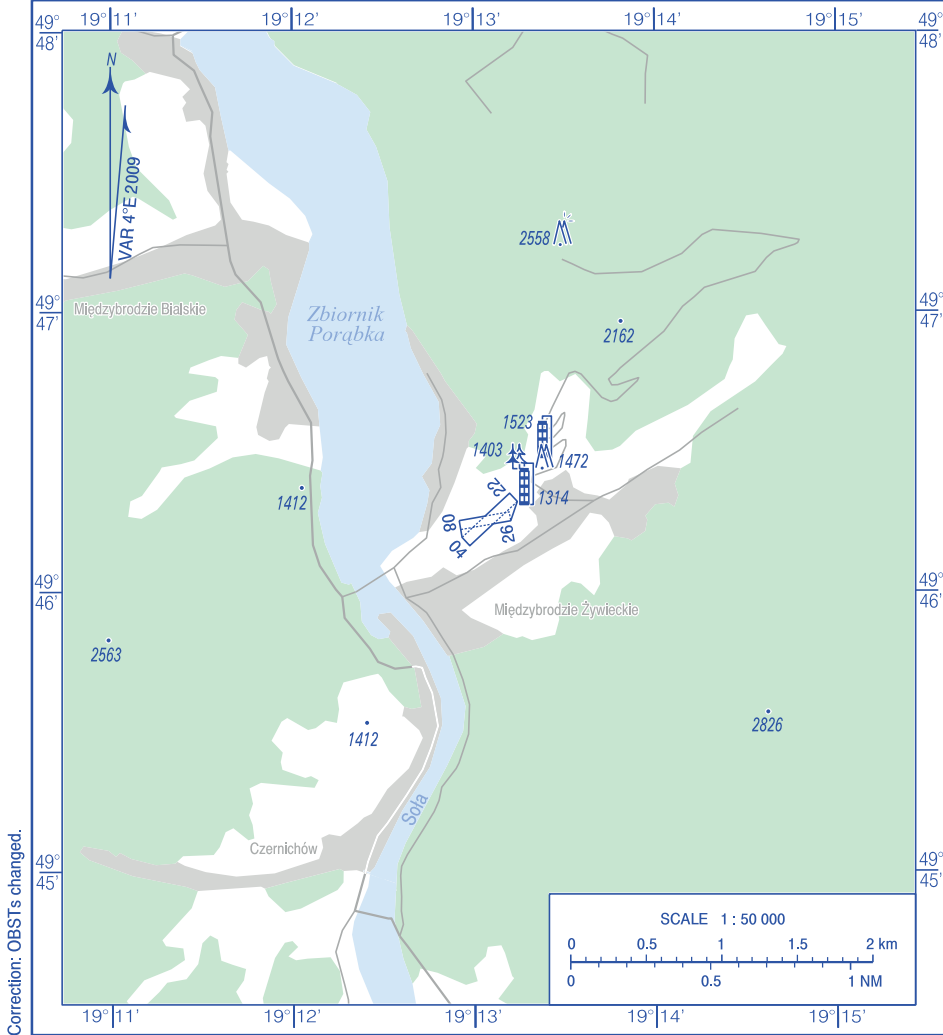 19°11' 19°12' 19°13' 19°14' 19°15'
49° 48' 49° 48'
N
VAR 4°E 2009
2558
49° 47' 49° 47'
Międzybrodzie Bialskie
Zbiornik
Porąbka
2162
1523
1403
1472
1412
1314
22
08
26
04
49° 46' 49° 46'
Międzybrodzie Żywieckie
2563
2826
1412
Soła
Czernichów
49° 45' 49° 45'
Correction: OBSTs changed.
SCALE 1 : 50 000
0 0.5 1 1.5 2 km
0 0.5 1 NM
19°11' 19°12' 19°13' 19°14' 19°15'